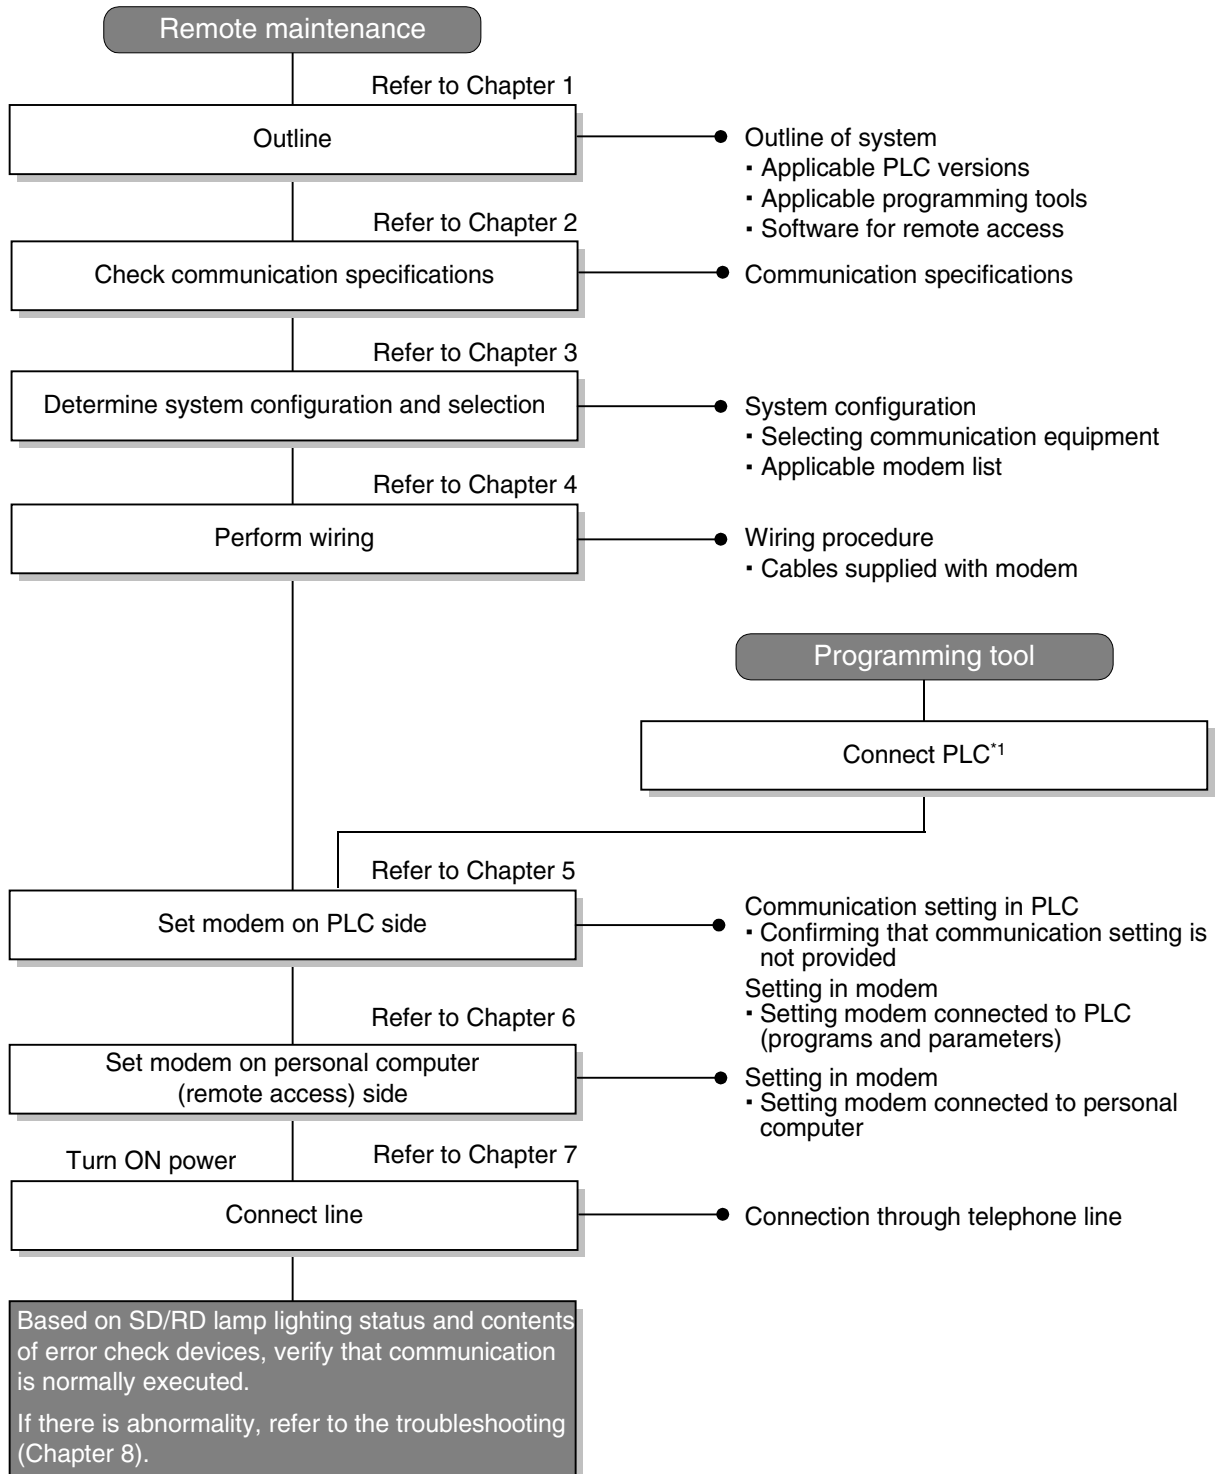 Remote maintenance
Refer to Chapter 1
Outline
Outline of system
▪ Applicable PLC versions
▪ Applicable programming tools
▪ Software for remote access
Refer to Chapter 2
Check communication specifications
Communication specifications
Refer to Chapter 3
Determine system configuration and selection
System configuration
▪ Selecting communication equipment
▪ Applicable modem list
Refer to Chapter 4
Perform wiring
Wiring procedure
▪ Cables supplied with modem
Programming tool
Connect PLC*1
Refer to Chapter 5
Set modem on PLC side
Communication setting in PLC
▪ Confirming that communication setting is
not provided
Setting in modem
▪ Setting modem connected to PLC
(programs and parameters)
Refer to Chapter 6
Set modem on personal computer
(remote access) side
Setting in modem
▪ Setting modem connected to personal
computer
Turn ON power
Refer to Chapter 7
Connect line
Connection through telephone line
Based on SD/RD lamp lighting status and contents
of error check devices, verify that communication
is normally executed.
If there is abnormality, refer to the troubleshooting
(Chapter 8).